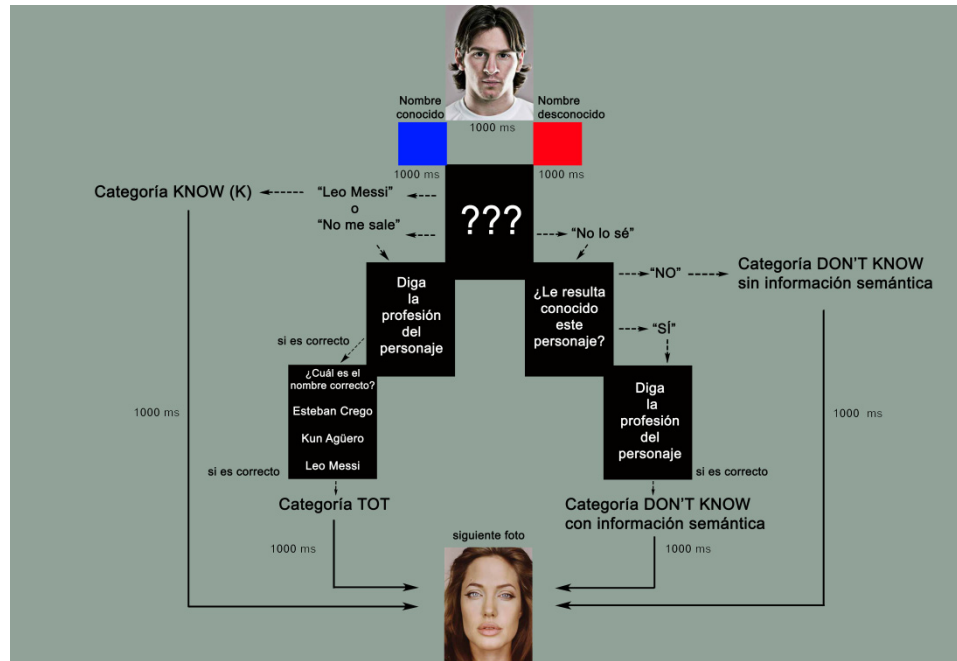 Nombre
conocido
Nombre
desconocido
1000 ms
1000 ms
1000 ms
Categoría KNOW (K)
“Leo Messi”
o
“No me sale”
???
“No lo sé”
Diga
la
profesión
del
personaje
¿Le resulta
conocido
este
personaje?
“NO”
Categoría DON'T KNOW
sin información semántica
“SÍ”
si es correcto
¿Cuál es el
nombre correcto?
Esteban Crego
Kun Agüero
Leo Messi
Diga
la
profesión
del
personaje
1000 ms
1000 ms
si es correcto
si es correcto
Categoría TOT
Categoría DON'T KNOW
con información semántica
1000 ms
siguiente foto
1000 ms